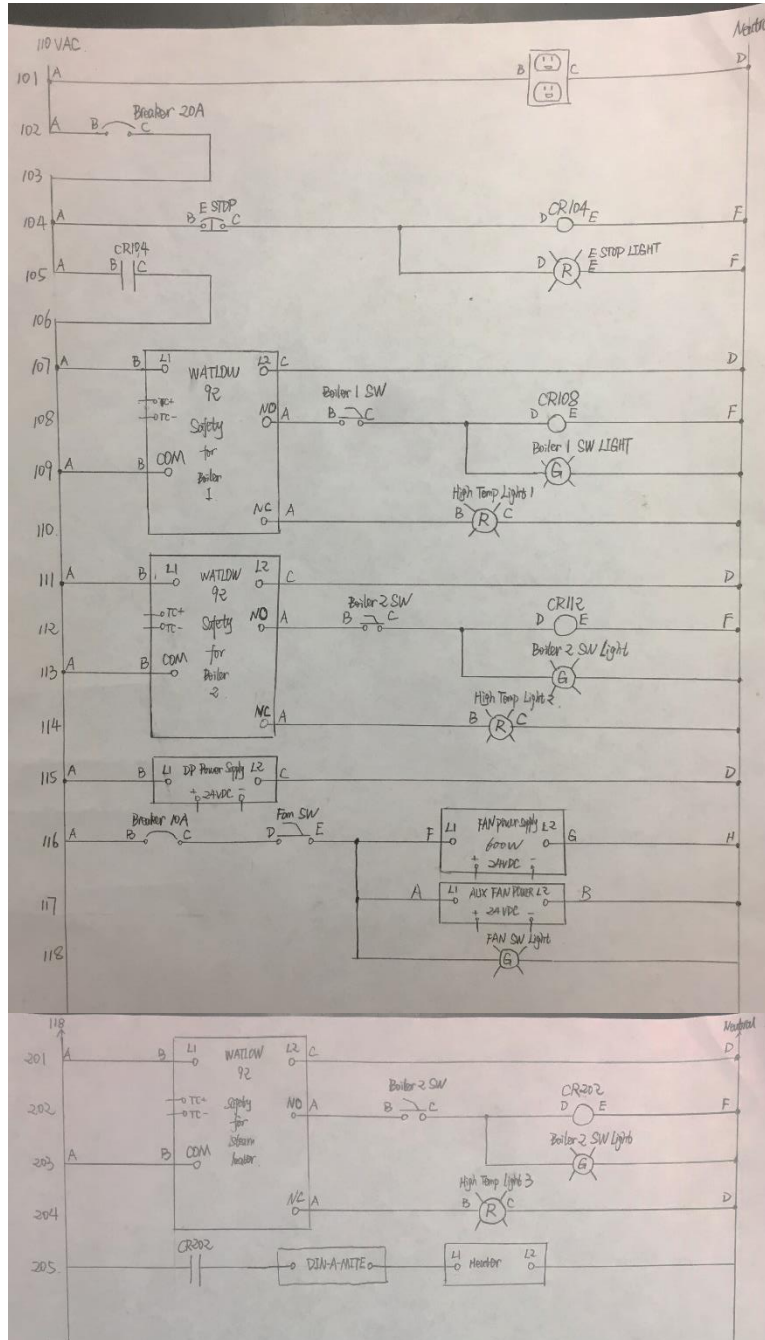 110 VAC
Neutra
101 A B C D
Breaker 20A
102 A B C
103
E STOP
104 A B C D CR104 E F
CR104 E STOP LIGHT
105 A B C D R E F
106
107 A B L1 WATLOW 92 L2 C D
TC+
TC-
108 NO A Boiler 1 SW B C CR108 D E F
Safety for Boiler 1
Boiler 1 SW LIGHT
109 A B COM G
High Temp Lights 1
110 NC A B R C
111 A B L1 WATLOW 92 L2 C D
TC+
TC-
112 NO A Boiler 2 SW B C CR112 D E F
Safety for Boiler 2
Boiler 2 SW Light
113 A B COM G
High Temp Light 2
114 NC A B R C
115 A B L1 DP Power Supply L2 C D
+ 24VDC -
Breaker 10A Fan SW
116 A B C D E F L1 FAN power supply L2 G H
600W
+ 24VDC -
117 A L1 AUX FAN POWER L2 B
+ 24VDC -
FAN SW Light
118 G
118
Neutral
201 A B L1 WATLOW 92 L2 C D
TC+
TC-
202 NO A Boiler 2 SW B C CR202 D E F
for
Steam
Boiler 2 SW Light
203 A B COM G
High Temp Light 3
204 NC A B R C D
CR202
205 DIN-A-MITE L1 Heater L2